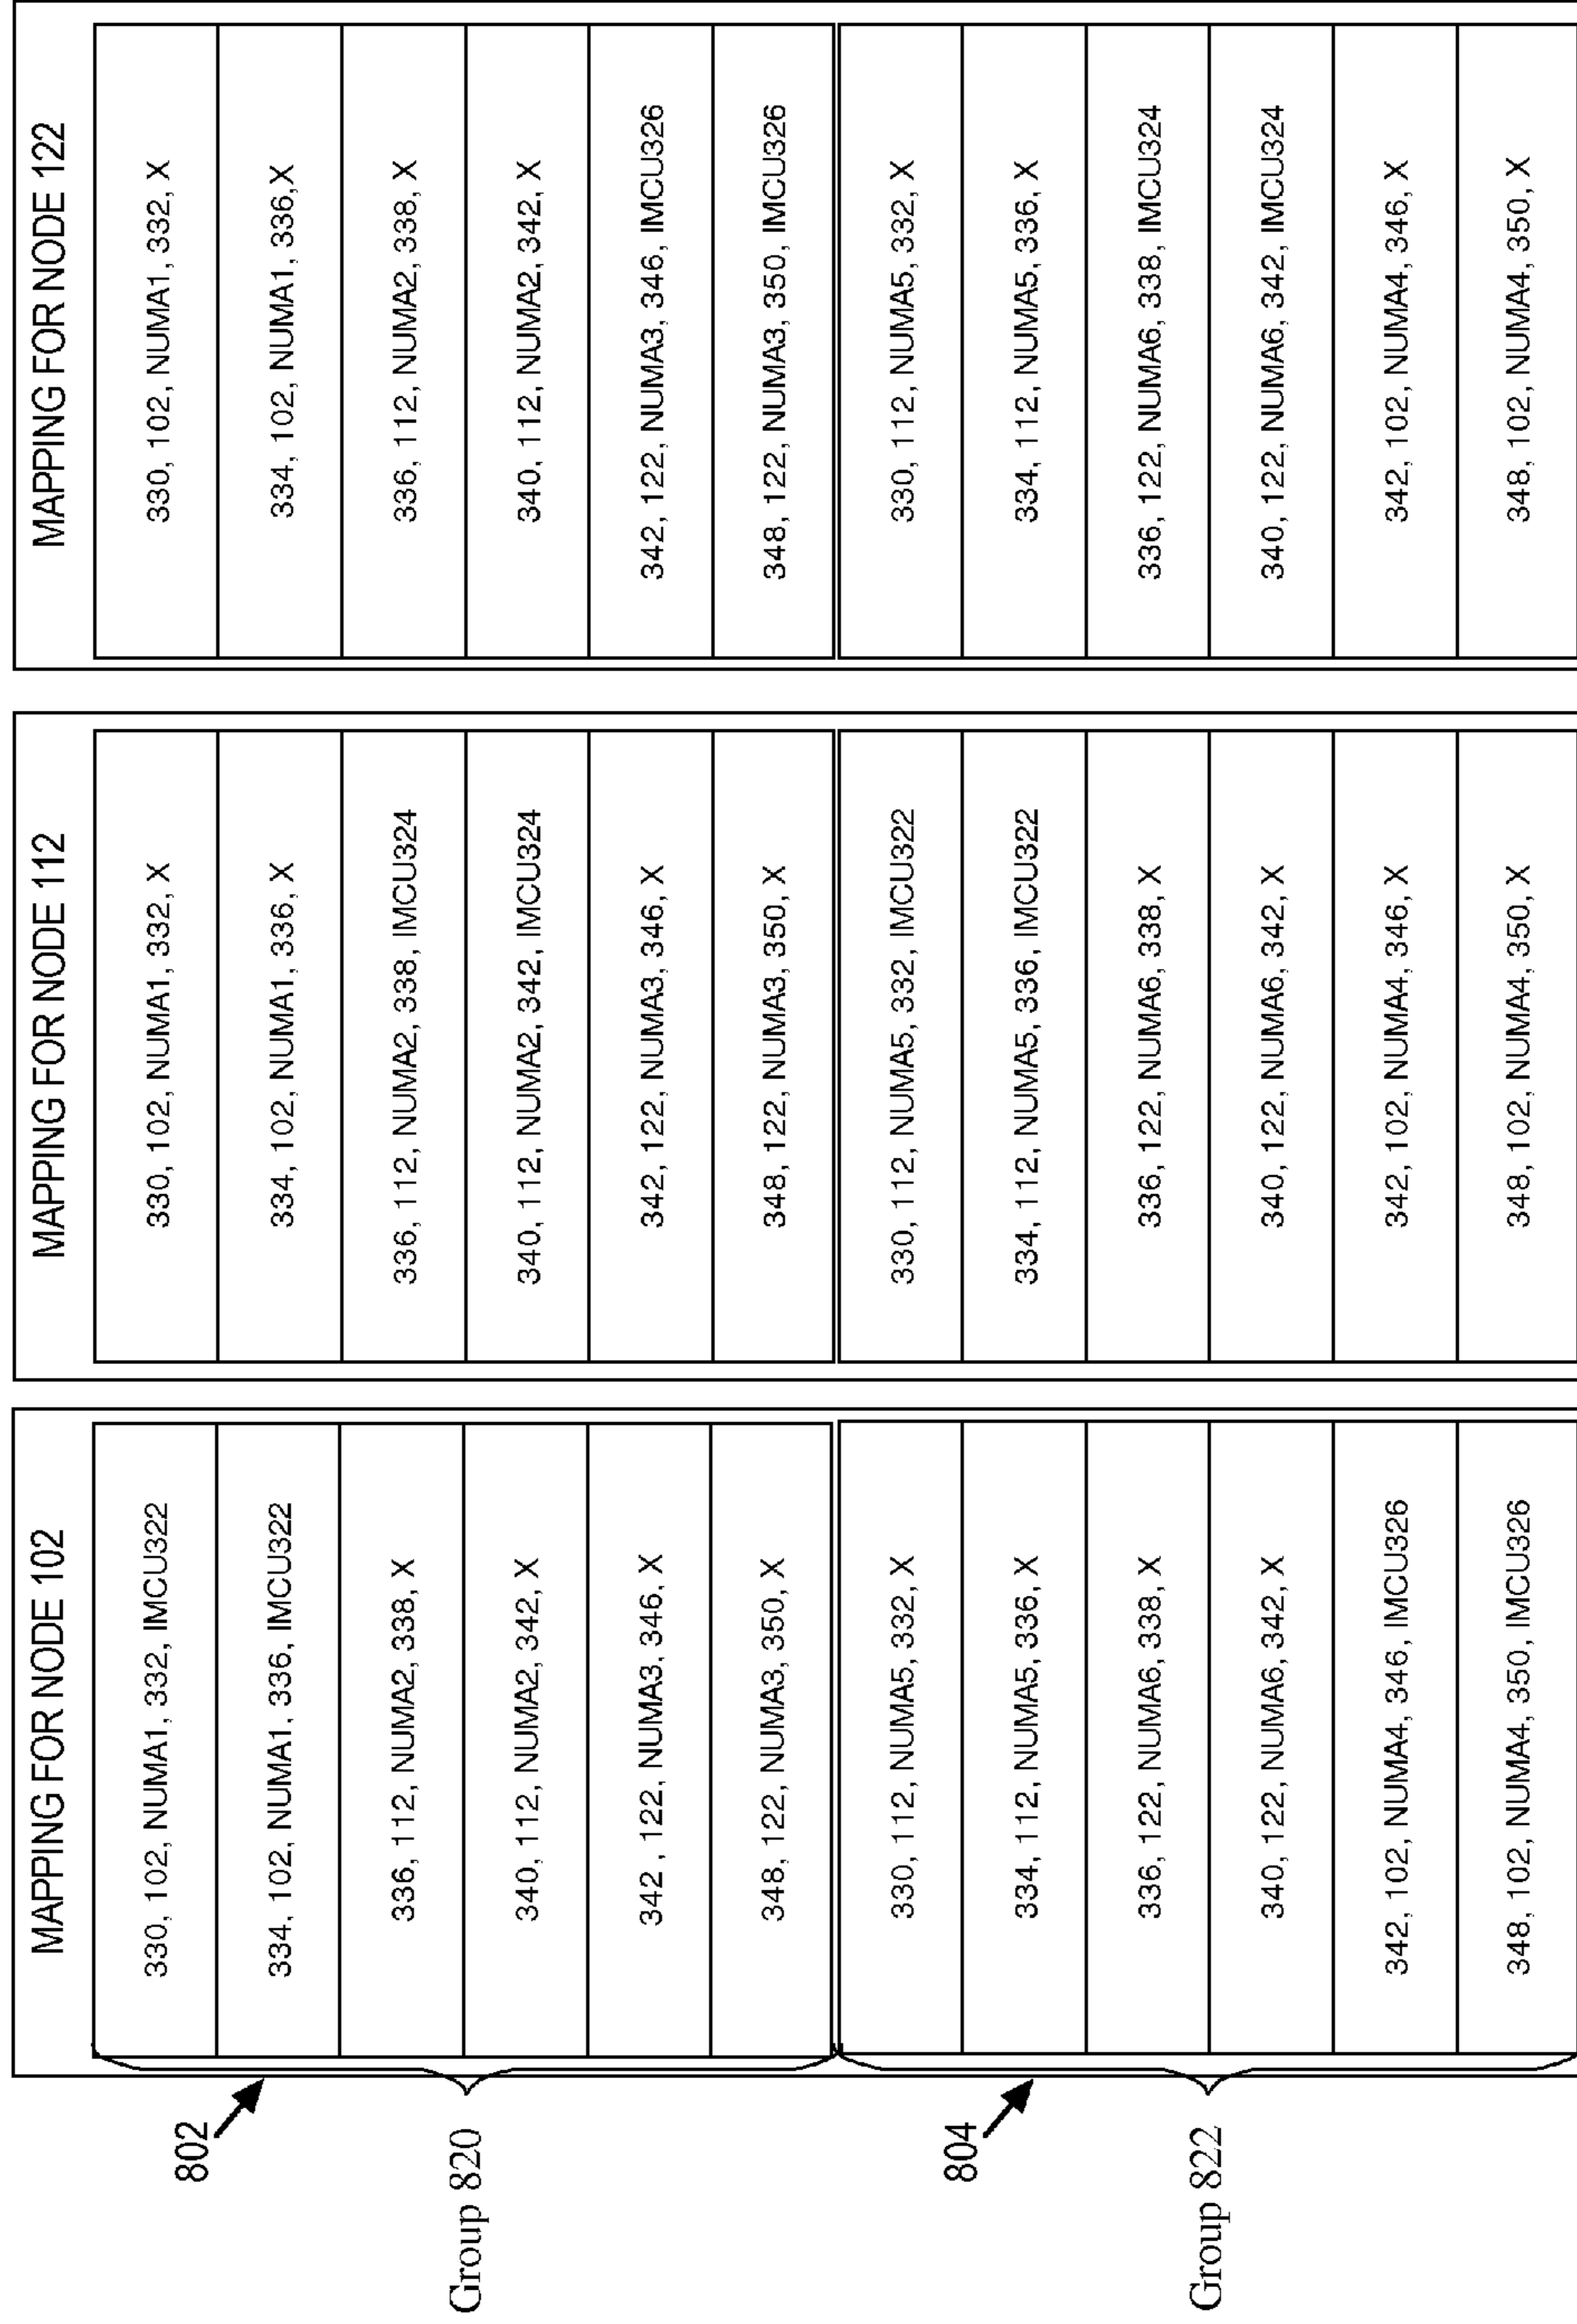 MAPPING FOR NODE 102
330, 102, NUMA1, 332, IMCU322
334, 102, NUMA1, 336, IMCU322
336, 112, NUMA2, 338, X
340, 112, NUMA2, 342, X
342 , 122, NUMA3, 346, X
348, 122, NUMA3, 350, X
330, 112, NUMA5, 332, X
334, 112, NUMA5, 336, X
336, 122, NUMA6, 338, X
340, 122, NUMA6, 342, X
342, 102, NUMA4, 346, IMCU326
348, 102, NUMA4, 350, IMCU326
802
Group 820
804
Group 822
MAPPING FOR NODE 112
330, 102, NUMA1, 332, X
334, 102, NUMA1, 336, X
336, 112, NUMA2, 338, IMCU324
340, 112, NUMA2, 342, IMCU324
342, 122, NUMA3, 346, X
348, 122, NUMA3, 350, X
330, 112, NUMA5, 332, IMCU322
334, 112, NUMA5, 336, IMCU322
336, 122, NUMA6, 338, X
340, 122, NUMA6, 342, X
342, 102, NUMA4, 346, X
348, 102, NUMA4, 350, X
MAPPING FOR NODE 122
330, 102, NUMA1, 332, X
334, 102, NUMA1, 336,X
336, 112, NUMA2, 338, X
340, 112, NUMA2, 342, X
342, 122, NUMA3, 346, IMCU326
348, 122, NUMA3, 350, IMCU326
330, 112, NUMA5, 332, X
334, 112, NUMA5, 336, X
336, 122, NUMA6, 338, IMCU324
340, 122, NUMA6, 342, IMCU324
342, 102, NUMA4, 346, X
348, 102, NUMA4, 350, X